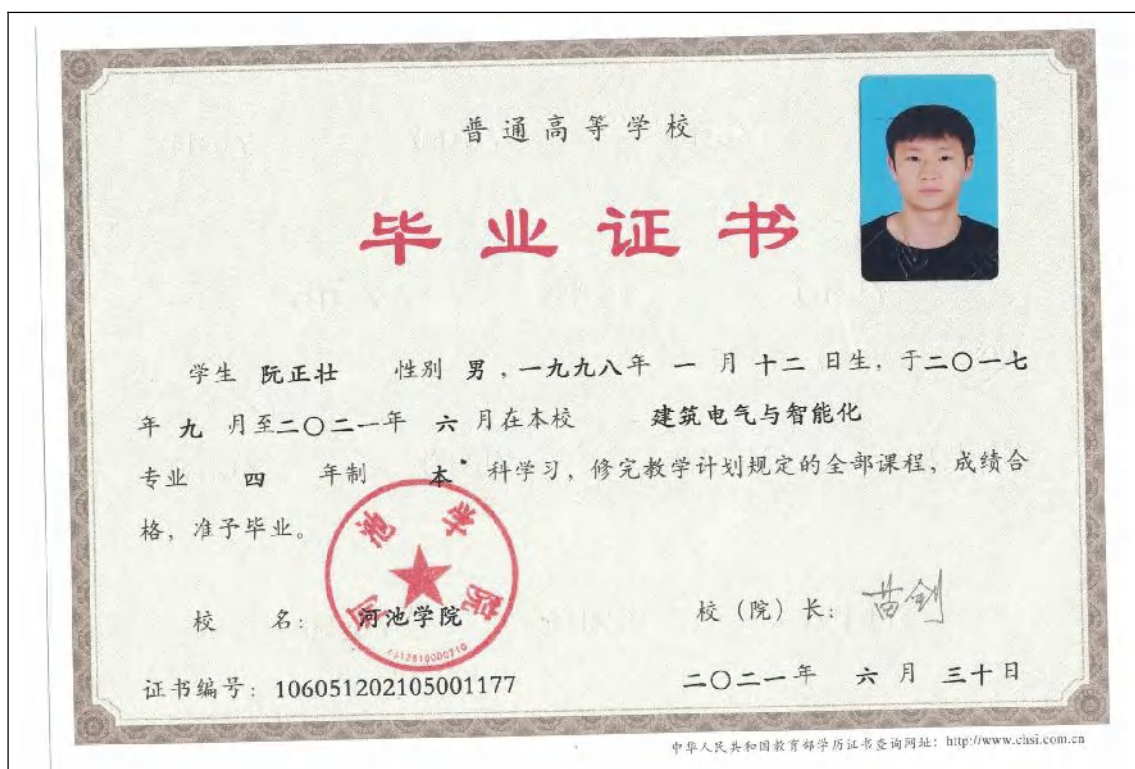 普通高等学校
毕业证书
学生 阮正壮 性别 男，一九九八年 一 月 十二 日生，于二〇一七
年 九 月至二〇二一年 六 月在本校 建筑电气与智能化
专业 四 年制 本 科学习，修完教学计划规定的全部课程，成绩合
格，准予毕业。
河池学院
校 名： 河池学院 校（院）长：苗剑
证书编号：106051202105001177 二〇二一年 六 月 三十日
中华人民共和国教育部学历证书查询网址：http://www.chsi.com.cn